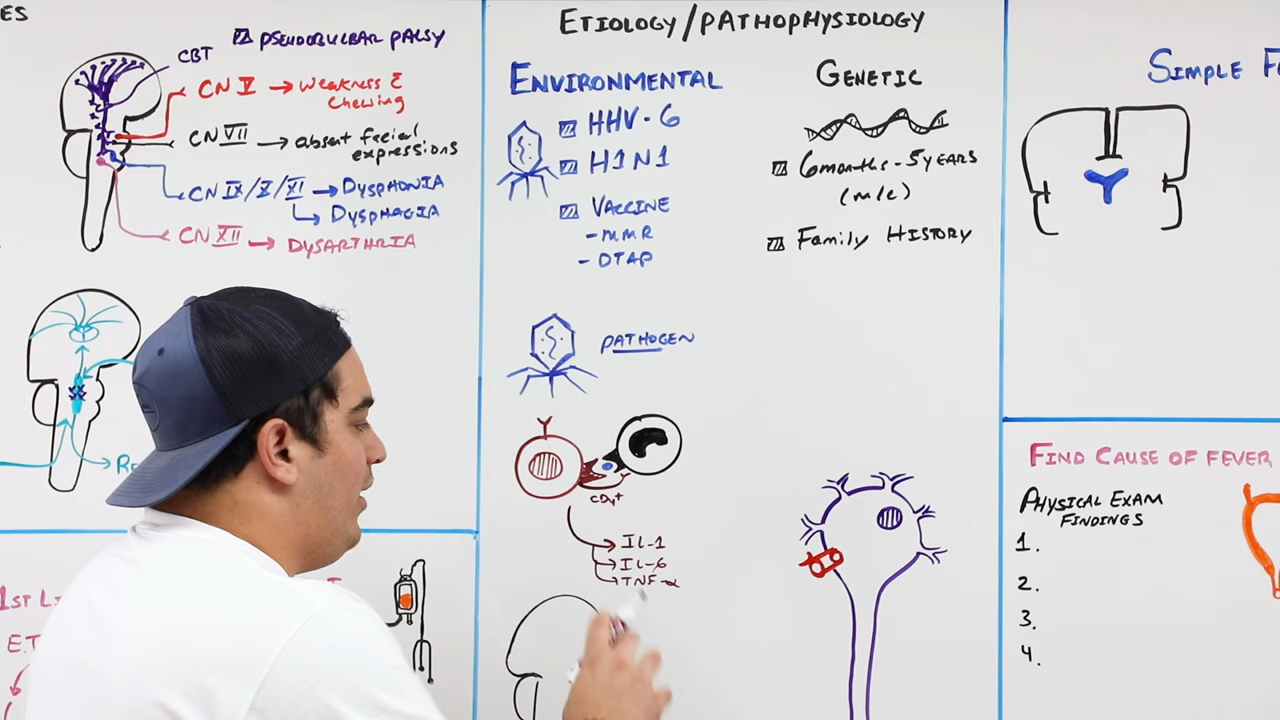 ES
PSEUDOBULBAR PALSY
CBT
CN V → Weakness c̄
chewing
CN VII → absent facial
expressions
CN IX/X/XI → DYSPHONIA
DYSPHAGIA
CN XII → DYSARTHRIA
1ST L
E.T
ETIOLOGY/PATHOPHYSIOLOGY
ENVIRONMENTAL
HHV-6
H1N1
VACCINE
- MMR
- DTAP
PATHOGEN
CD4+
IL-1
IL-6
TNF-α
GENETIC
6months - 5 YEARS
(m/c)
Family HISTORY
SIMPLE F
FIND CAUSE OF FEVER
PHYSICAL EXAM
FINDINGS
1.
2.
3.
4.